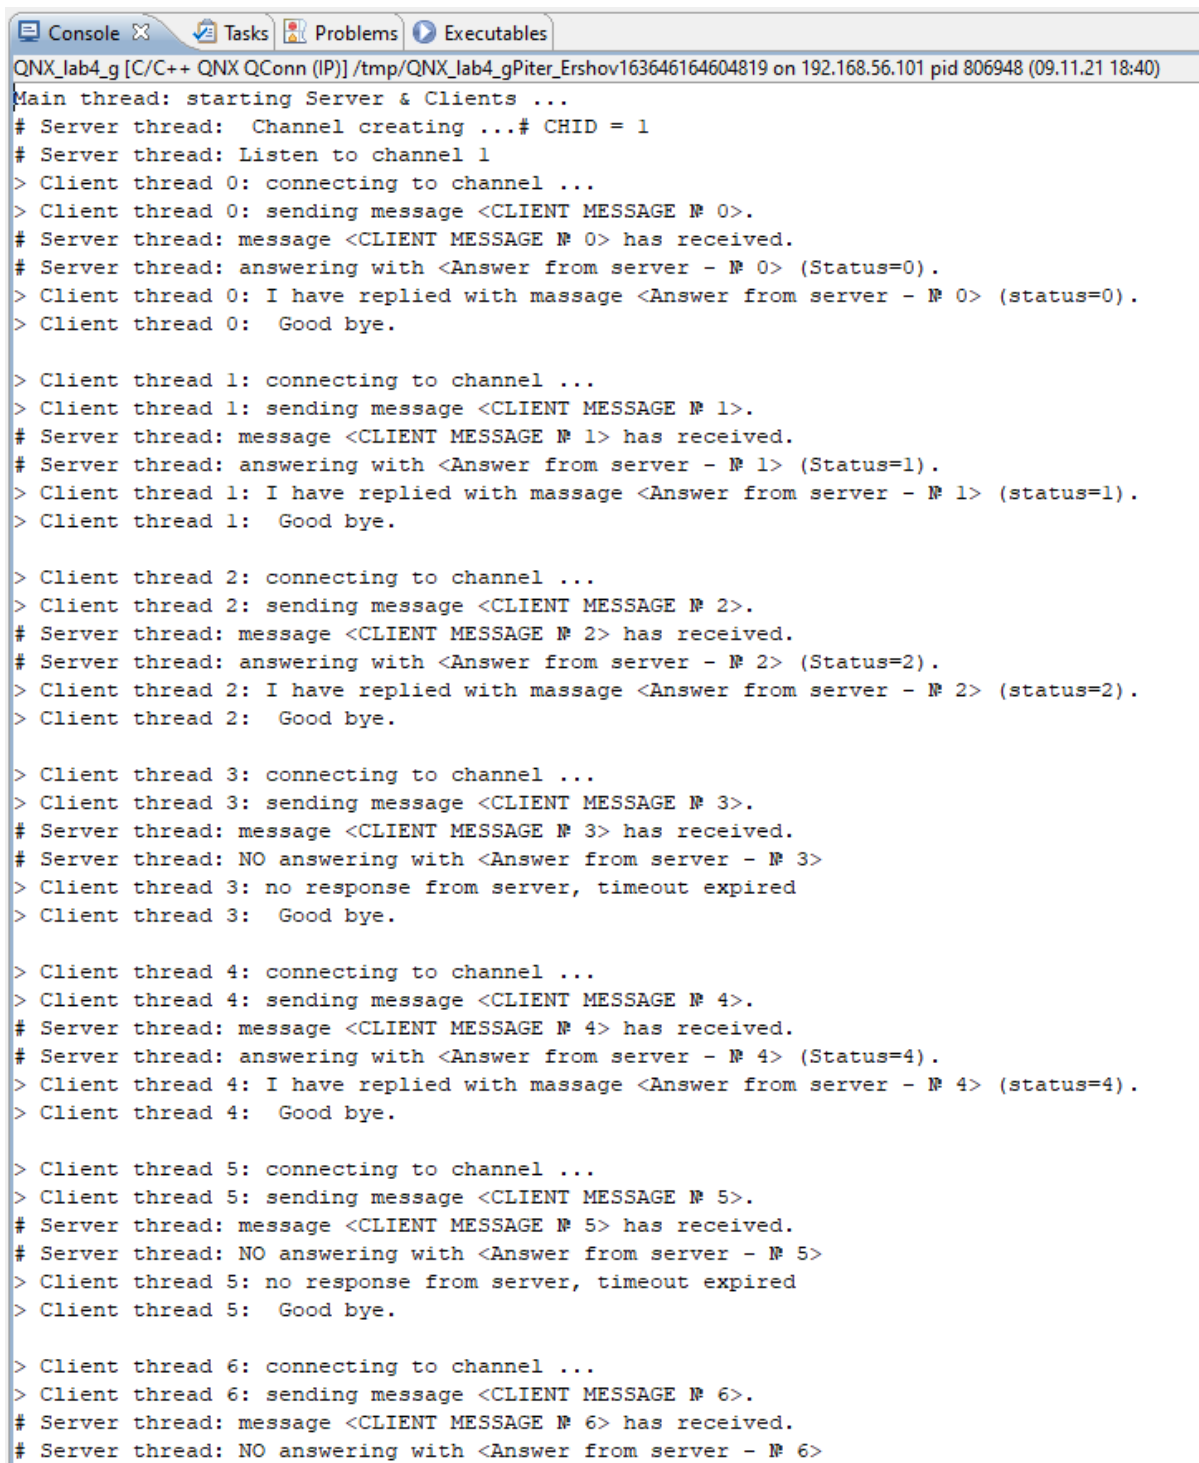 Console Tasks Problems Executables
QNX_lab4_g [C/C++ QNX QConn (IP)] /tmp/QNX_lab4_gPiter_Ershov163646164604819 on 192.168.56.101 pid 806948 (09.11.21 18:40)
Main thread: starting Server & Clients ...
# Server thread:  Channel creating ...# CHID = 1
# Server thread: Listen to channel 1
> Client thread 0: connecting to channel ...
> Client thread 0: sending message <CLIENT MESSAGE № 0>.
# Server thread: message <CLIENT MESSAGE № 0> has received.
# Server thread: answering with <Answer from server - № 0> (Status=0).
> Client thread 0: I have replied with massage <Answer from server - № 0> (status=0).
> Client thread 0:  Good bye.
> Client thread 1: connecting to channel ...
> Client thread 1: sending message <CLIENT MESSAGE № 1>.
# Server thread: message <CLIENT MESSAGE № 1> has received.
# Server thread: answering with <Answer from server - № 1> (Status=1).
> Client thread 1: I have replied with massage <Answer from server - № 1> (status=1).
> Client thread 1:  Good bye.
> Client thread 2: connecting to channel ...
> Client thread 2: sending message <CLIENT MESSAGE № 2>.
# Server thread: message <CLIENT MESSAGE № 2> has received.
# Server thread: answering with <Answer from server - № 2> (Status=2).
> Client thread 2: I have replied with massage <Answer from server - № 2> (status=2).
> Client thread 2:  Good bye.
> Client thread 3: connecting to channel ...
> Client thread 3: sending message <CLIENT MESSAGE № 3>.
# Server thread: message <CLIENT MESSAGE № 3> has received.
# Server thread: NO answering with <Answer from server - № 3>
> Client thread 3: no response from server, timeout expired
> Client thread 3:  Good bye.
> Client thread 4: connecting to channel ...
> Client thread 4: sending message <CLIENT MESSAGE № 4>.
# Server thread: message <CLIENT MESSAGE № 4> has received.
# Server thread: answering with <Answer from server - № 4> (Status=4).
> Client thread 4: I have replied with massage <Answer from server - № 4> (status=4).
> Client thread 4:  Good bye.
> Client thread 5: connecting to channel ...
> Client thread 5: sending message <CLIENT MESSAGE № 5>.
# Server thread: message <CLIENT MESSAGE № 5> has received.
# Server thread: NO answering with <Answer from server - № 5>
> Client thread 5: no response from server, timeout expired
> Client thread 5:  Good bye.
> Client thread 6: connecting to channel ...
> Client thread 6: sending message <CLIENT MESSAGE № 6>.
# Server thread: message <CLIENT MESSAGE № 6> has received.
# Server thread: NO answering with <Answer from server - № 6>